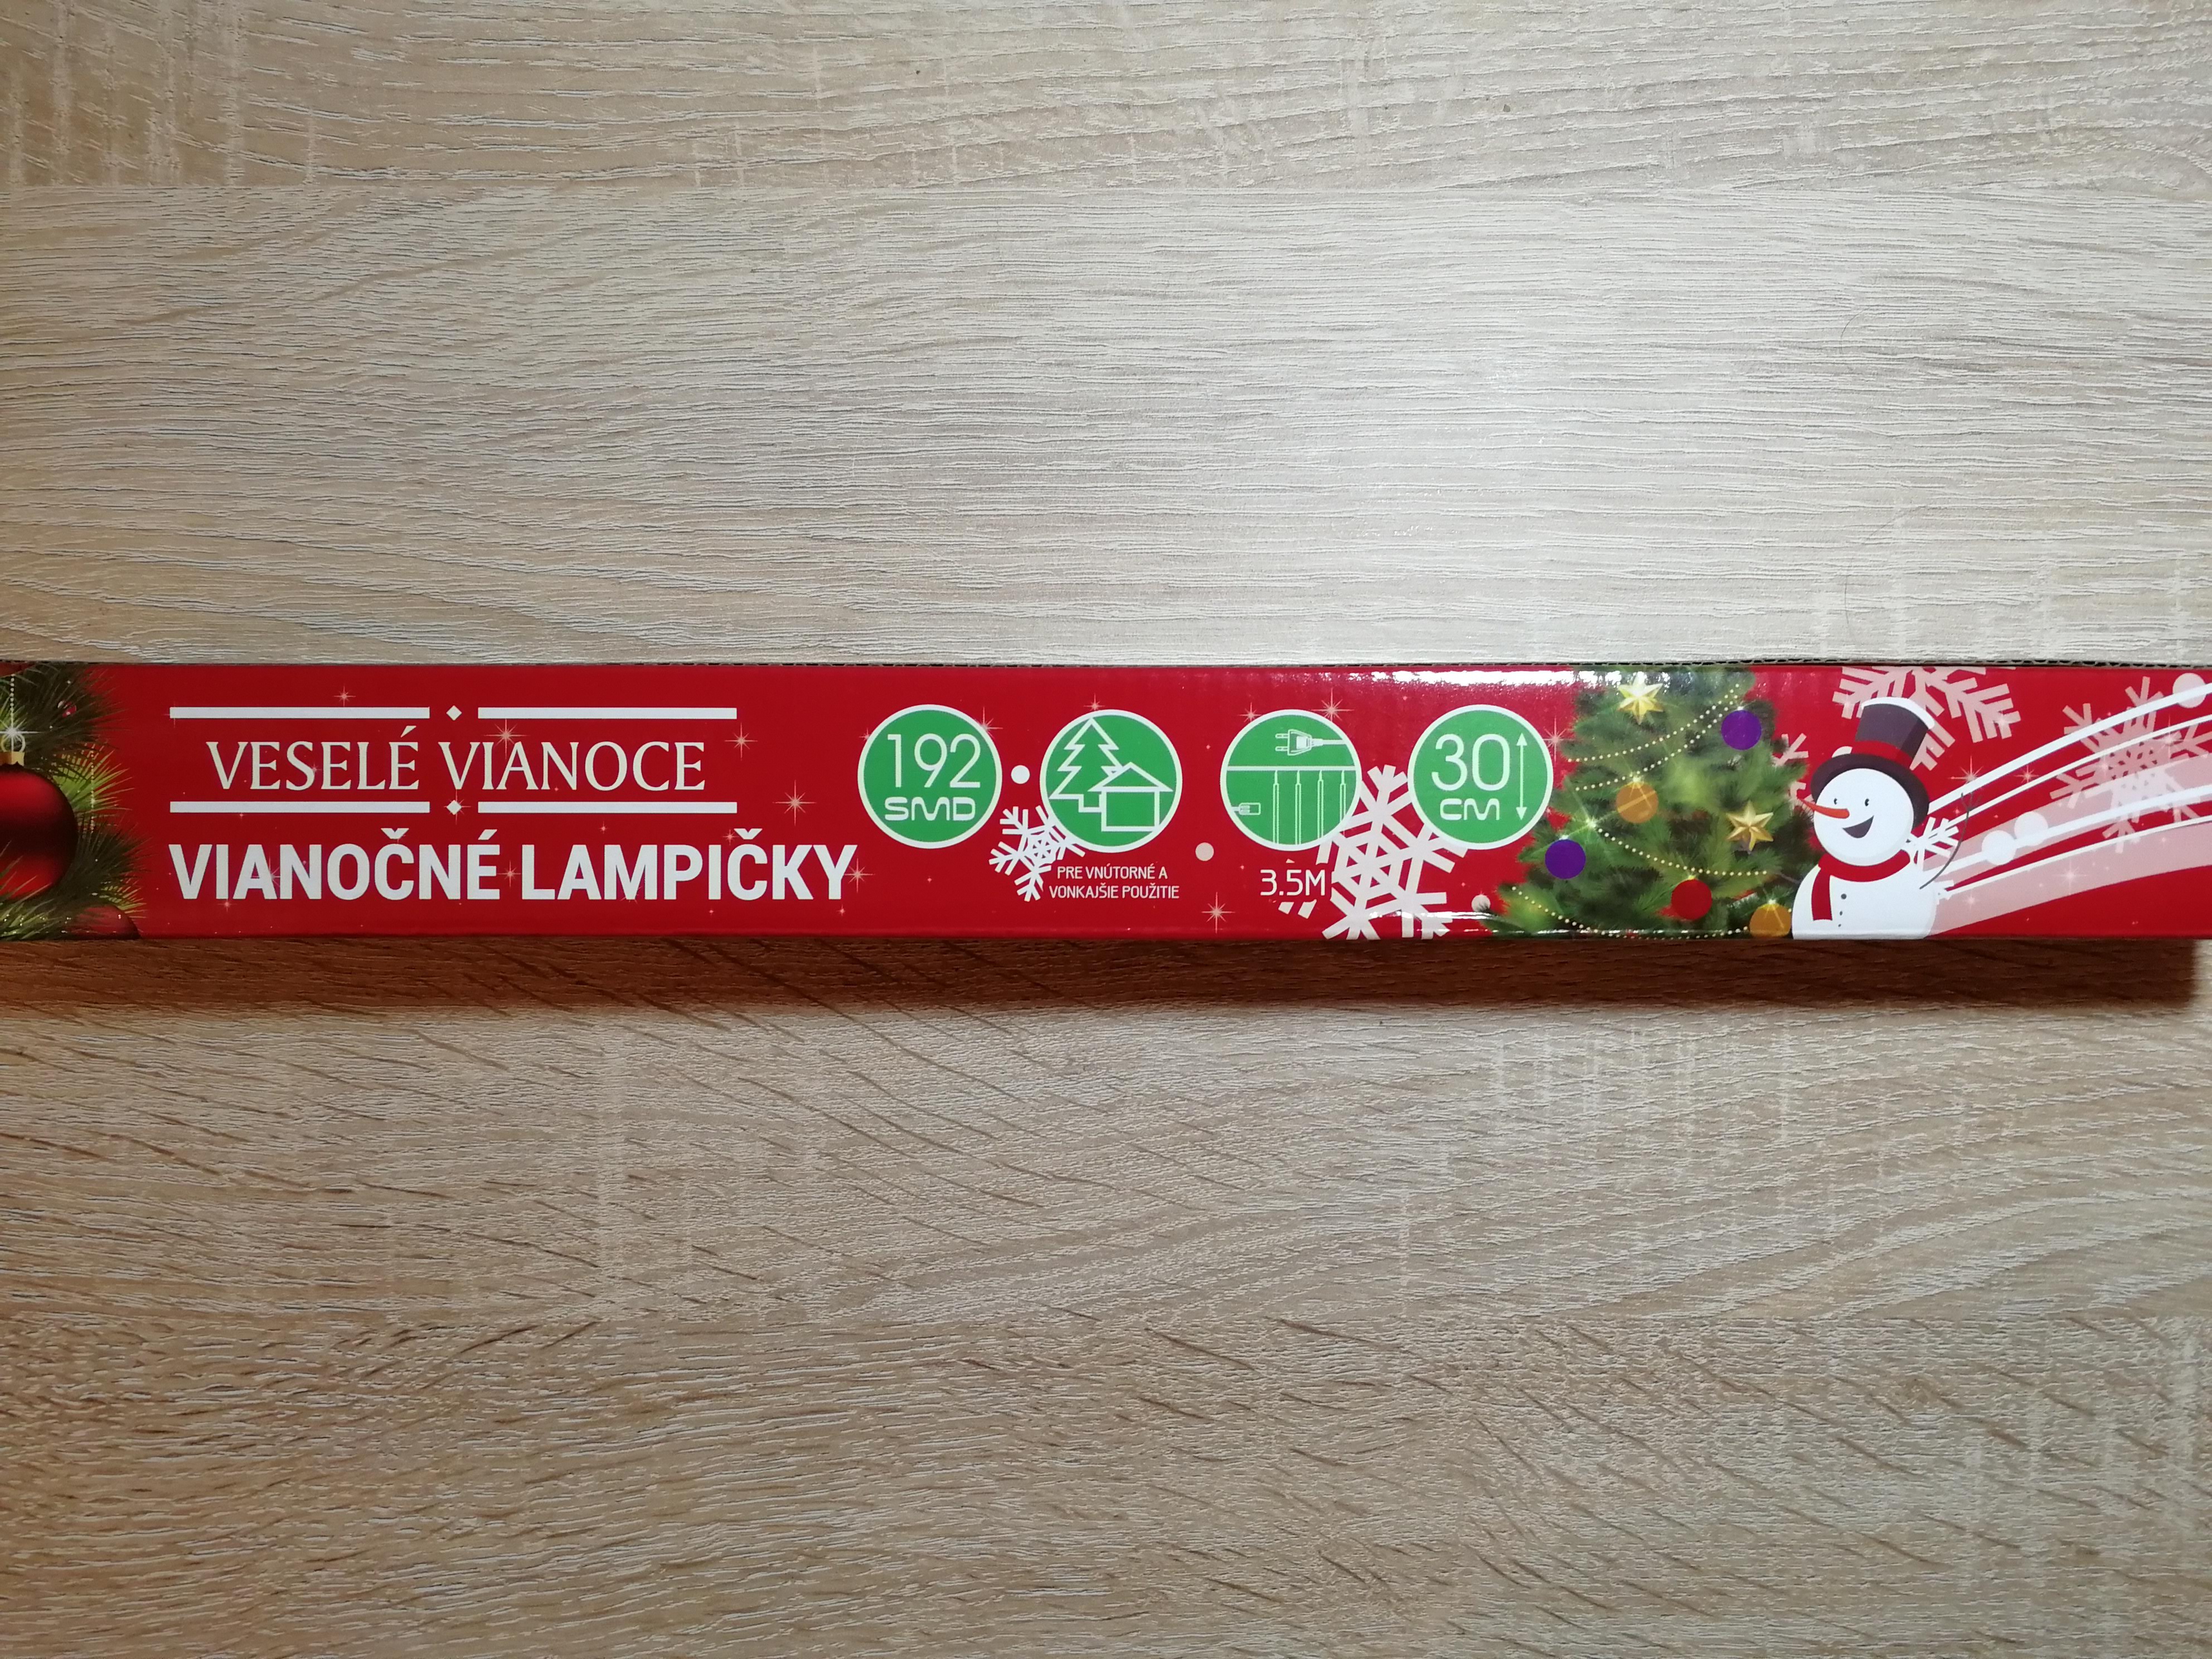 VESELÉ VIANOCE
VIANOČNÉ LAMPIČKY
192
SMD
PRE VNÚTORNÉ A
VONKAJŠIE POUŽITIE
3.5M
30
CM